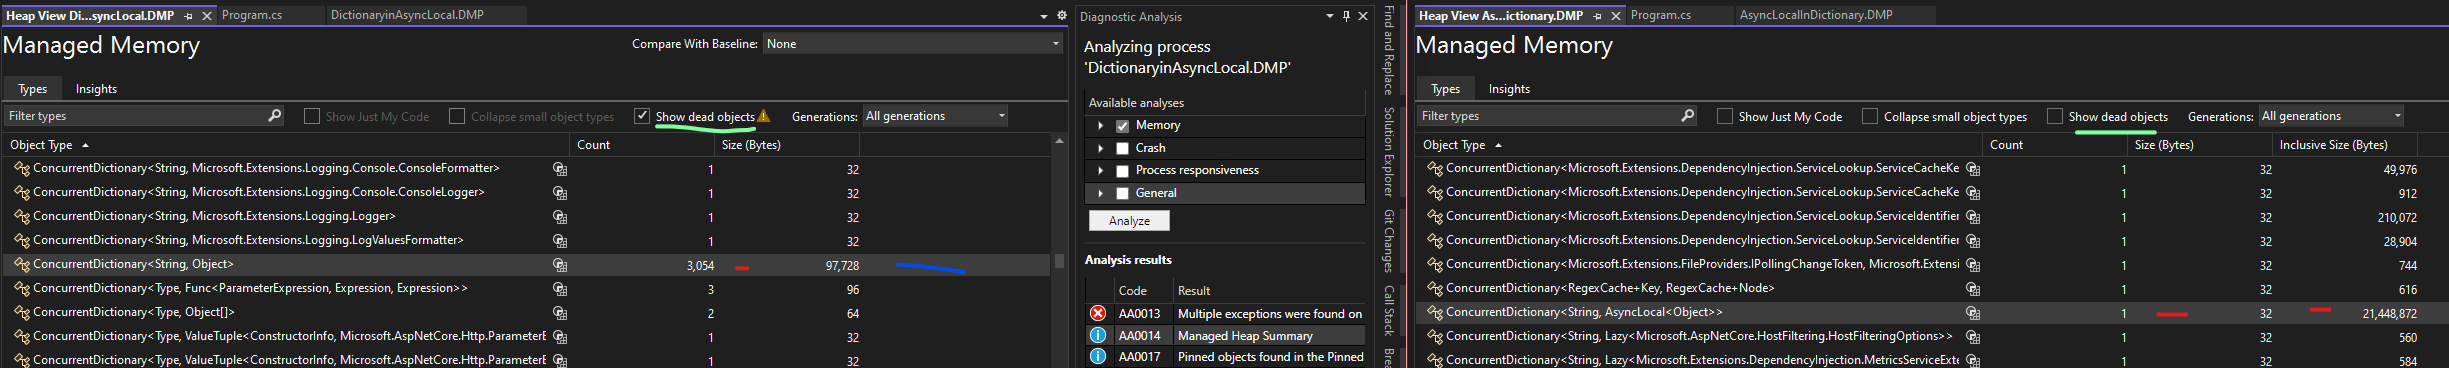 Heap View Di...syncLocal.DMP
Program.cs
DictionaryinAsyncLocal.DMP
Managed Memory
Compare With Baseline: None
Types Insights
Filter types
Show Just My Code
Collapse small object types
Show dead objects
Generations: All generations
Object Type Count Size (Bytes)
ConcurrentDictionary<String, Microsoft.Extensions.Logging.Console.ConsoleFormatter> 1 32
ConcurrentDictionary<String, Microsoft.Extensions.Logging.Console.ConsoleLogger> 1 32
ConcurrentDictionary<String, Microsoft.Extensions.Logging.Logger> 1 32
ConcurrentDictionary<String, Microsoft.Extensions.Logging.LogValuesFormatter> 1 32
ConcurrentDictionary<String, Object> 3,054 97,728
ConcurrentDictionary<Type, Func<ParameterExpression, Expression, Expression>> 3 96
ConcurrentDictionary<Type, Object[]> 2 64
ConcurrentDictionary<Type, ValueTuple<ConstructorInfo, Microsoft.AspNetCore.Http.ParameterB 1 32
ConcurrentDictionary<Type, ValueTuple<ConstructorInfo, Microsoft.AspNetCore.Http.ParameterB 1 32
Diagnostic Analysis
Analyzing process
'DictionaryinAsyncLocal.DMP'
Available analyses
Memory
Crash
Process responsiveness
General
Analyze
Analysis results
Code Result
AA0013 Multiple exceptions were found on
AA0014 Managed Heap Summary
AA0017 Pinned objects found in the Pinned
Find and Replace
Solution Explorer
Git Changes
Call Stack
Brea
Heap View As...ictionary.DMP
Program.cs
AsyncLocalInDictionary.DMP
Managed Memory
Types Insights
Filter types
Show Just My Code
Collapse small object types
Show dead objects
Generations: All generations
Object Type Count Size (Bytes) Inclusive Size (Bytes)
ConcurrentDictionary<Microsoft.Extensions.DependencyInjection.ServiceLookup.ServiceCacheKe 1 32 49,976
ConcurrentDictionary<Microsoft.Extensions.DependencyInjection.ServiceLookup.ServiceCacheKe 1 32 912
ConcurrentDictionary<Microsoft.Extensions.DependencyInjection.ServiceLookup.ServiceIdentifier 1 32 210,072
ConcurrentDictionary<Microsoft.Extensions.DependencyInjection.ServiceLookup.ServiceIdentifier 1 32 28,904
ConcurrentDictionary<Microsoft.Extensions.FileProviders.IPollingChangeToken, Microsoft.Extensi 1 32 744
ConcurrentDictionary<RegexCache+Key, RegexCache+Node> 1 32 616
ConcurrentDictionary<String, AsyncLocal<Object>> 1 32 21,448,872
ConcurrentDictionary<String, Lazy<Microsoft.AspNetCore.HostFiltering.HostFilteringOptions>> 1 32 560
ConcurrentDictionary<String, Lazy<Microsoft.Extensions.DependencyInjection.MetricsServiceExte 1 32 584